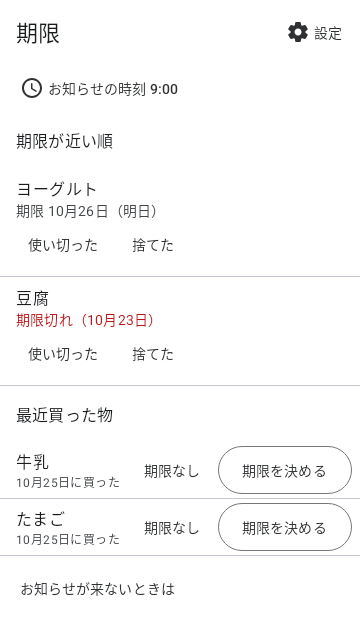 期限
設定
お知らせの時刻 9:00
期限が近い順
ヨーグルト
期限 10月26日（明日）
使い切った 捨てた
豆腐
期限切れ（10月23日）
使い切った 捨てた
最近買った物
牛乳
10月25日に買った
期限なし
期限を決める
たまご
10月25日に買った
期限なし
期限を決める
お知らせが来ないときは